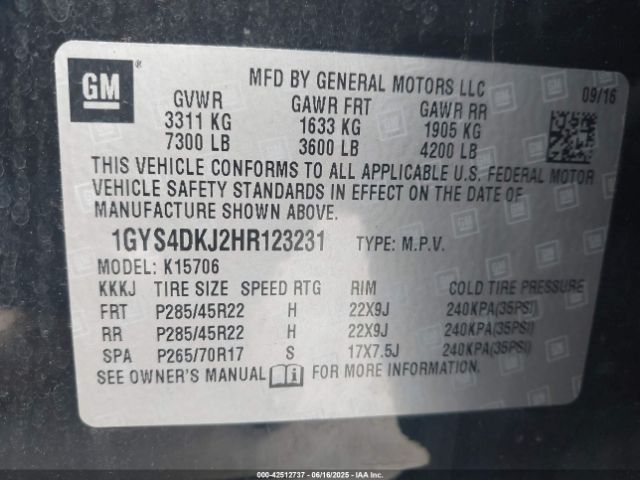 GM ®
MFD BY GENERAL MOTORS LLC
09/16
GVWR GAWR FRT GAWR RR
3311 KG 1633 KG 1905 KG
7300 LB 3600 LB 4200 LB
THIS VEHICLE CONFORMS TO ALL APPLICABLE U.S. FEDERAL MOTOR
VEHICLE SAFETY STANDARDS IN EFFECT ON THE DATE OF
MANUFACTURE SHOWN ABOVE.
1GYS4DKJ2HR123231 TYPE: M.P.V.
MODEL: K15706
KKKJ TIRE SIZE SPEED RTG RIM COLD TIRE PRESSURE
FRT P285/45R22 H 22X9J 240KPA(35PSI)
RR P285/45R22 H 22X9J 240KPA(35PSI)
SPA P265/70R17 S 17X7.5J 240KPA(35PSI)
SEE OWNER'S MANUAL i FOR MORE INFORMATION.
000-42512737 - 06/16/2025 - IAAI.CA